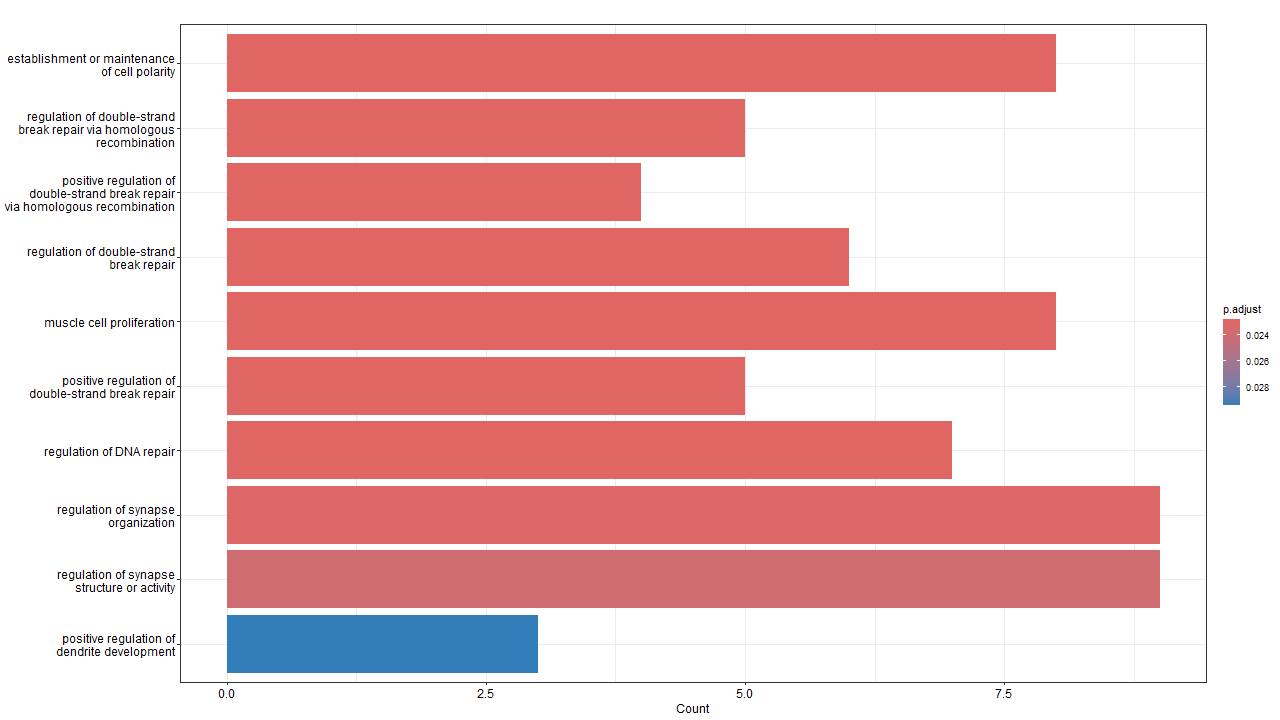 establishment or maintenance
of cell polarity
regulation of double-strand
break repair via homologous
recombination
positive regulation of
double-strand break repair
via homologous recombination
regulation of double-strand
break repair
muscle cell proliferation
positive regulation of
double-strand break repair
regulation of DNA repair
regulation of synapse
organization
regulation of synapse
structure or activity
positive regulation of
dendrite development
0.0
2.5
5.0
7.5
Count
p.adjust
0.024
0.026
0.028